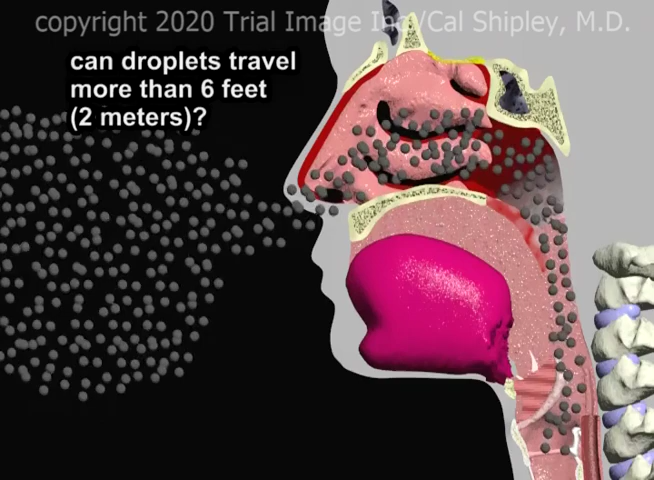 copyright 2020 Trial Image Inc/Cal Shipley, M.D.
can droplets travel
more than 6 feet
(2 meters)?